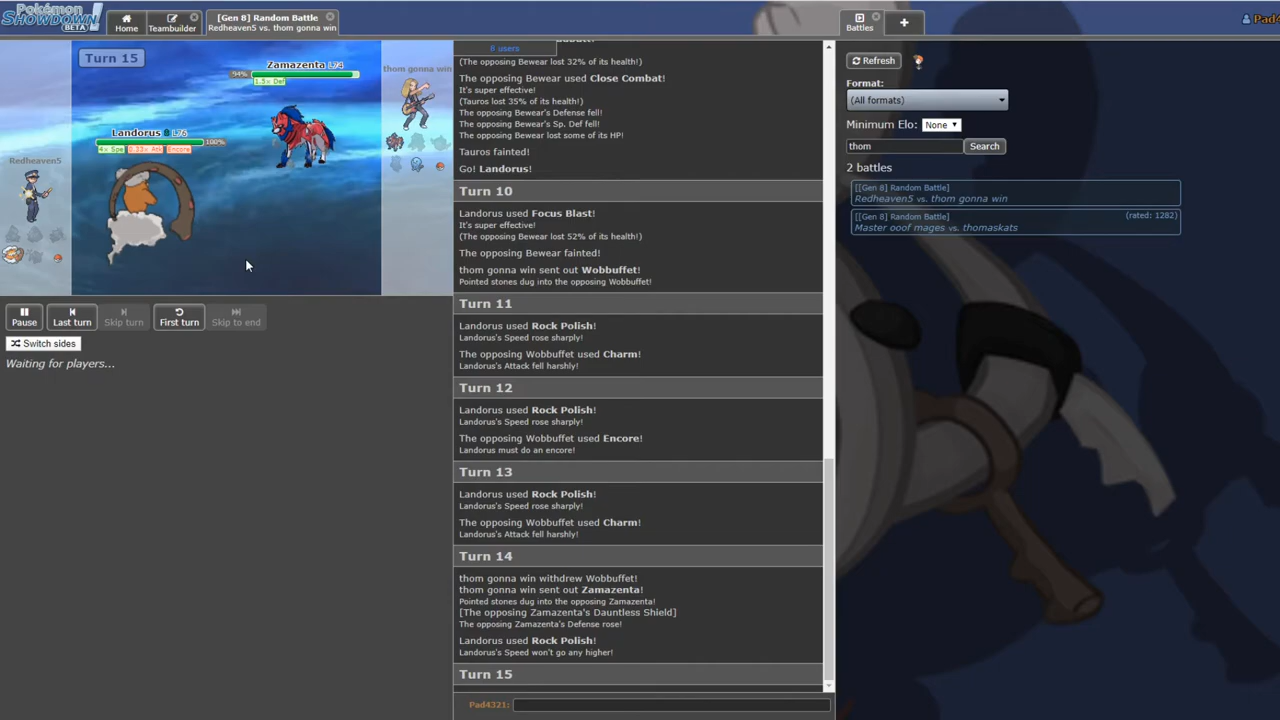 Pokémon
SHOWDOWN
BETA
Home
Teambuilder
[Gen 8] Random Battle
Redheaven5 vs. thom gonna win
Battles
Turn 15
Zamazenta L74
94%
1.5× Def
thom gonna win
Landorus L76
100%
4× Spe 0.33× Atk Encore
Redheaven5
Pause
Last turn
Skip turn
First turn
Skip to end
Switch sides
Waiting for players...
8 users
(The opposing Bewear lost 32% of its health!)
The opposing Bewear used Close Combat!
It's super effective!
(Tauros lost 35% of its health!)
The opposing Bewear's Defense fell!
The opposing Bewear's Sp. Def fell!
The opposing Bewear lost some of its HP!
Tauros fainted!
Go! Landorus!
Turn 10
Landorus used Focus Blast!
It's super effective!
(The opposing Bewear lost 52% of its health!)
The opposing Bewear fainted!
thom gonna win sent out Wobbuffet!
Pointed stones dug into the opposing Wobbuffet!
Turn 11
Landorus used Rock Polish!
Landorus's Speed rose sharply!
The opposing Wobbuffet used Charm!
Landorus's Attack fell harshly!
Turn 12
Landorus used Rock Polish!
Landorus's Speed rose sharply!
The opposing Wobbuffet used Encore!
Landorus must do an encore!
Turn 13
Landorus used Rock Polish!
Landorus's Speed rose sharply!
The opposing Wobbuffet used Charm!
Landorus's Attack fell harshly!
Turn 14
thom gonna win withdrew Wobbuffet!
thom gonna win sent out Zamazenta!
Pointed stones dug into the opposing Zamazenta!
[The opposing Zamazenta's Dauntless Shield]
The opposing Zamazenta's Defense rose!
Landorus used Rock Polish!
Landorus's Speed won't go any higher!
Turn 15
Pad4321:
Refresh
Format:
(All formats)
Minimum Elo: None
thom
Search
2 battles
[[Gen 8] Random Battle]
Redheaven5 vs. thom gonna win
[[Gen 8] Random Battle] (rated: 1282)
Master ooof mages vs. thomaskats